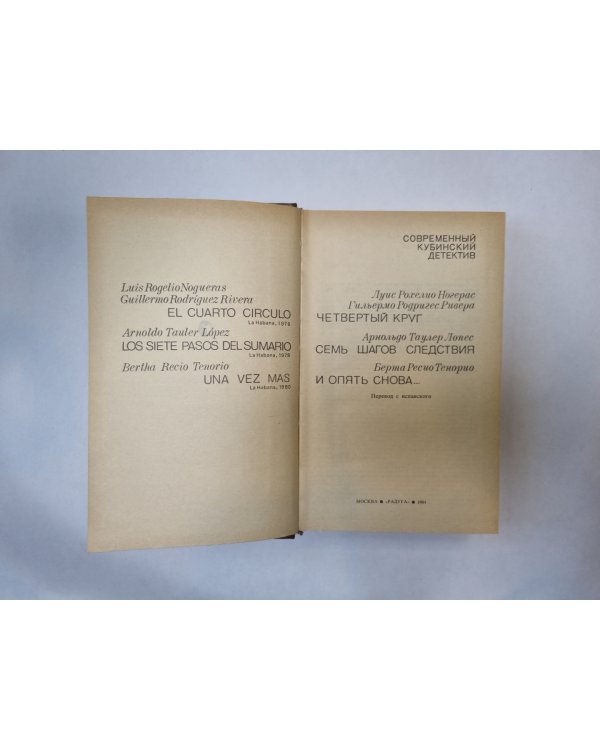 Luis Rogelio Nogueras
Guillermo Rodríguez Rivera
EL CUARTO CIRCULO
La Habana, 1976
Arnoldo Tauler López
LOS SIETE PASOS DEL SUMARIO
La Habana, 1978
Bertha Recio Tenorio
UNA VEZ MAS
La Habana, 1980
СОВРЕМЕННЫЙ
КУБИНСКИЙ
ДЕТЕКТИВ
Луис Рохелио Ногерас
Гильермо Родригес Ривера
ЧЕТВЕРТЫЙ КРУГ
Арнольдо Таулер Лопес
СЕМЬ ШАГОВ СЛЕДСТВИЯ
Берта Ресио Тенорио
И ОПЯТЬ СНОВА...
Перевод с испанского
МОСКВА ● «РАДУГА» ● 1984